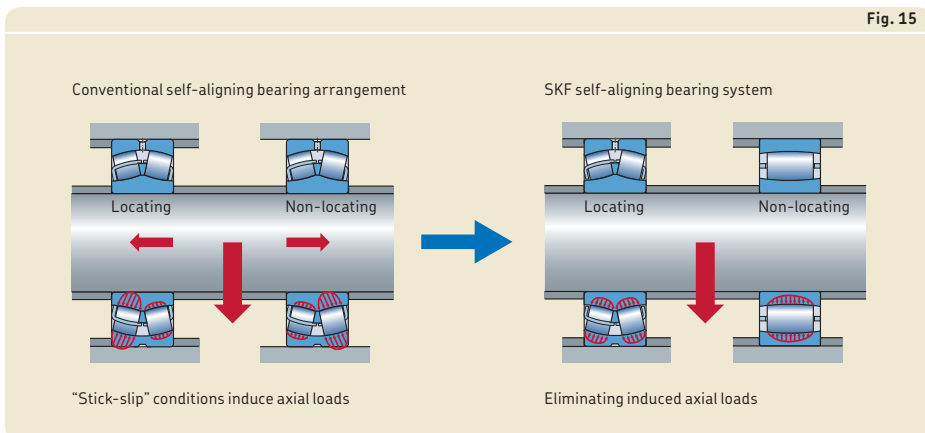 Fig. 15
Conventional self-aligning bearing arrangement
Locating
Non-locating
“Stick-slip” conditions induce axial loads
SKF self-aligning bearing system
Locating
Non-locating
Eliminating induced axial loads